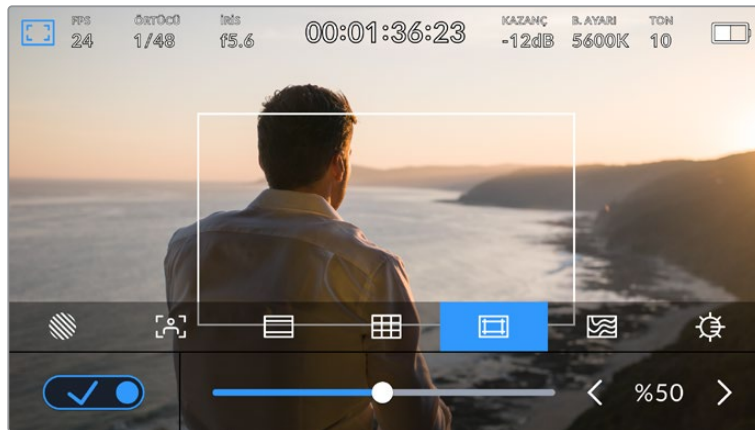 FPS ÖRTÜCÜ İRİS 00:01:36:23 KAZANÇ B. AYARI TON
24 1/48 f5.6 -12dB 5600K 10
%50